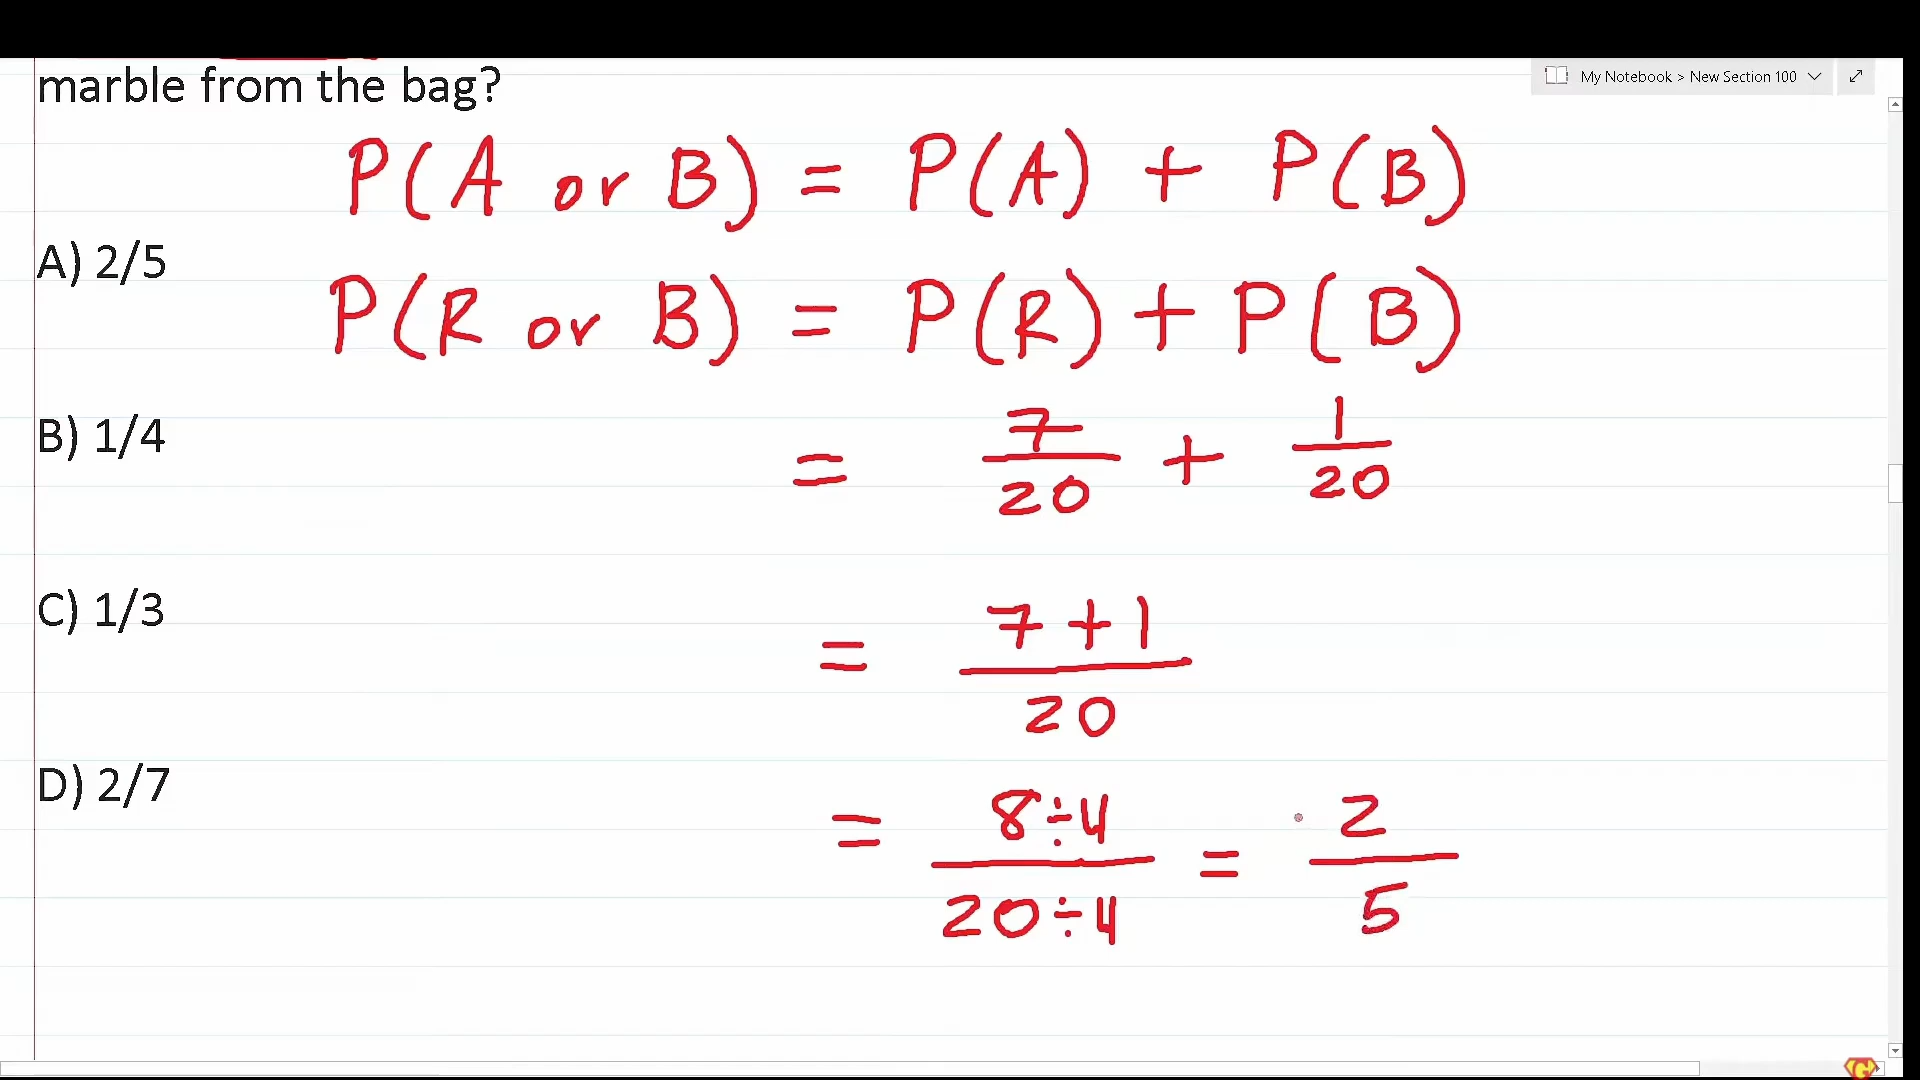 My Notebook > New Section 100
marble from the bag?
P(A or B) = P(A) + P(B)
A) 2/5
P(R or B) = P(R) + P(B)
B) 1/4
= 7/20 + 1/20
C) 1/3
= 7+1/20
D) 2/7
= 8÷4/20÷4 = 2/5
G